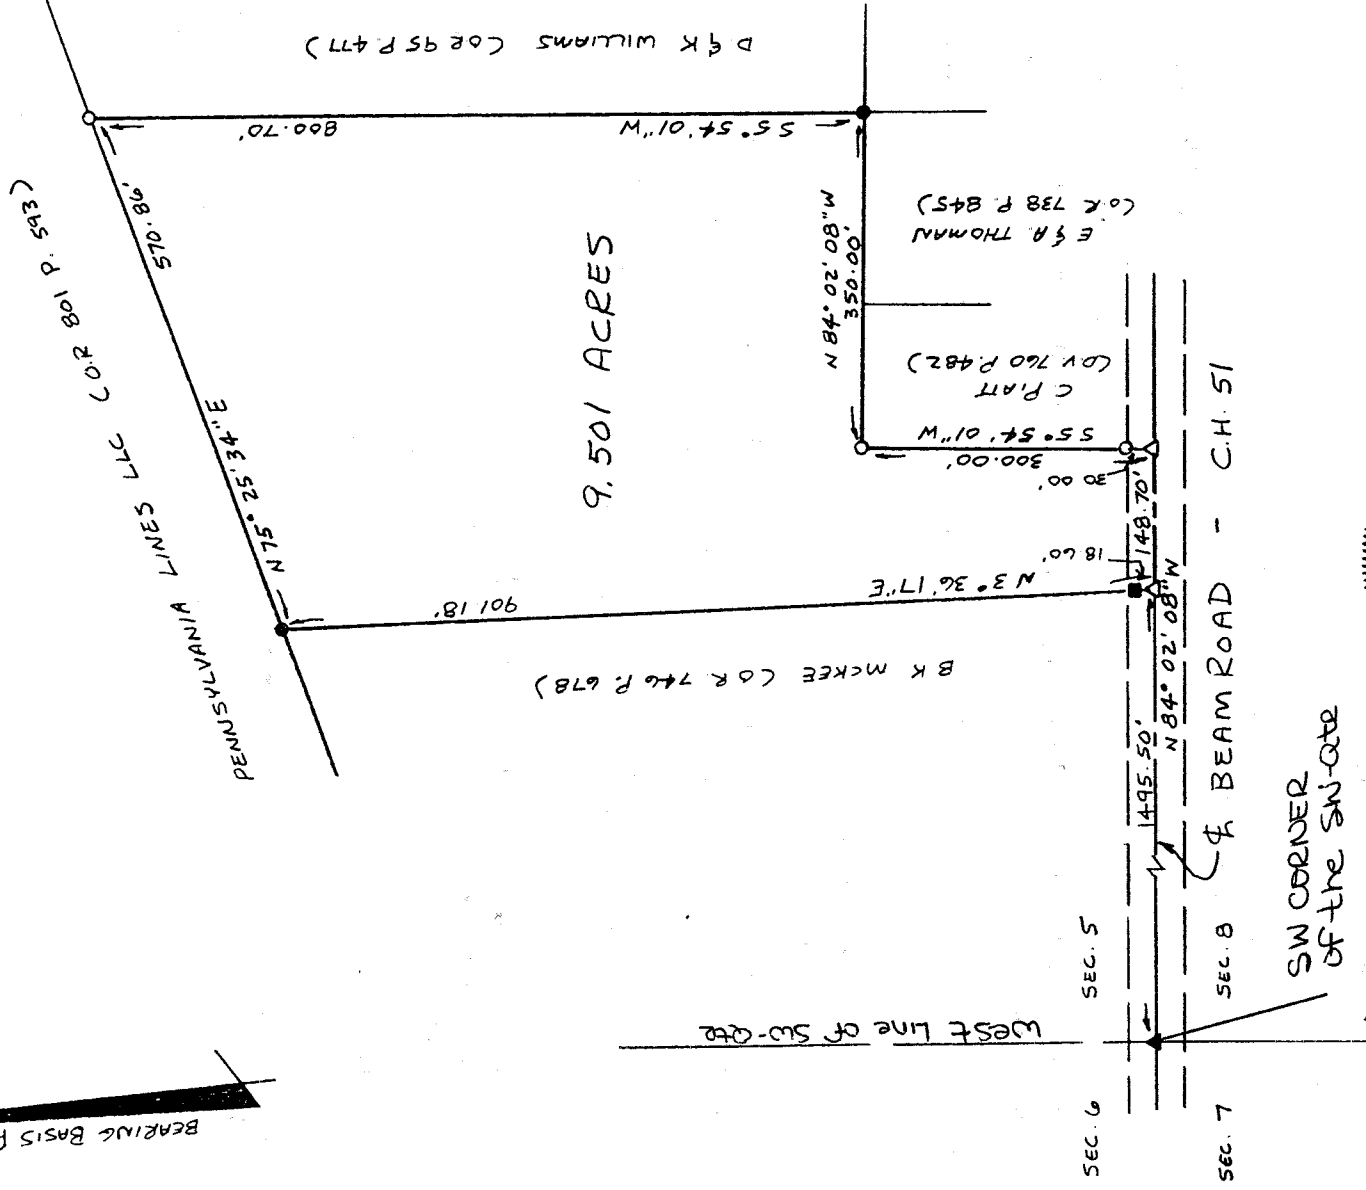 D & K WILLIAMS (O.R 95 P. 477)
800.70'
S 5° 54' 01" W
PENNSYLVANIA LINES LLC (O.R 801 P. 593)
570.86'
N 75° 25' 34" E
9.501 ACRES
N 84° 02' 08" W
350.00'
E & A THOMAN
(O.R 738 P. 845)
C PIATT
(D.V. 760 P. 482)
S 5° 54' 01" W
300.00'
30 00'
148.70'
18 60'
N 3° 36' 17" E
901 18'
B K MCKEE (O R 746 P. 678)
1495.50'
N 84° 02' 08" W
℄ BEAM ROAD - C.H. 51
SW CORNER
of the SW-Qtr
West Line of SW-Qtr
SEC. 5
SEC. 8
SEC. 6
SEC. 7
BEARING BASIS